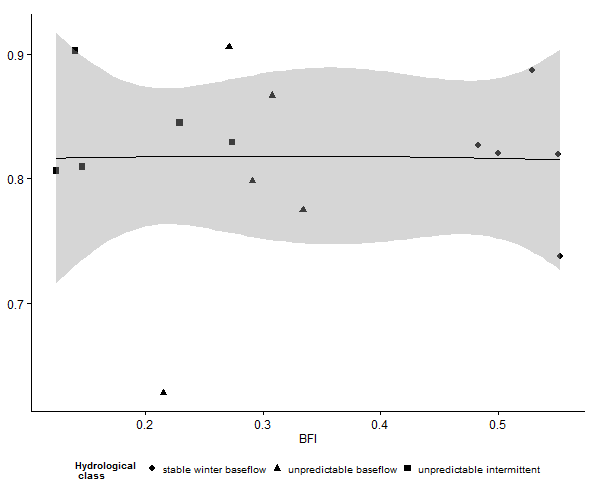 0.9
0.8
0.7
0.2 0.3 0.4 0.5
BFI
Hydrological class stable winter baseflow unpredictable baseflow unpredictable intermittent